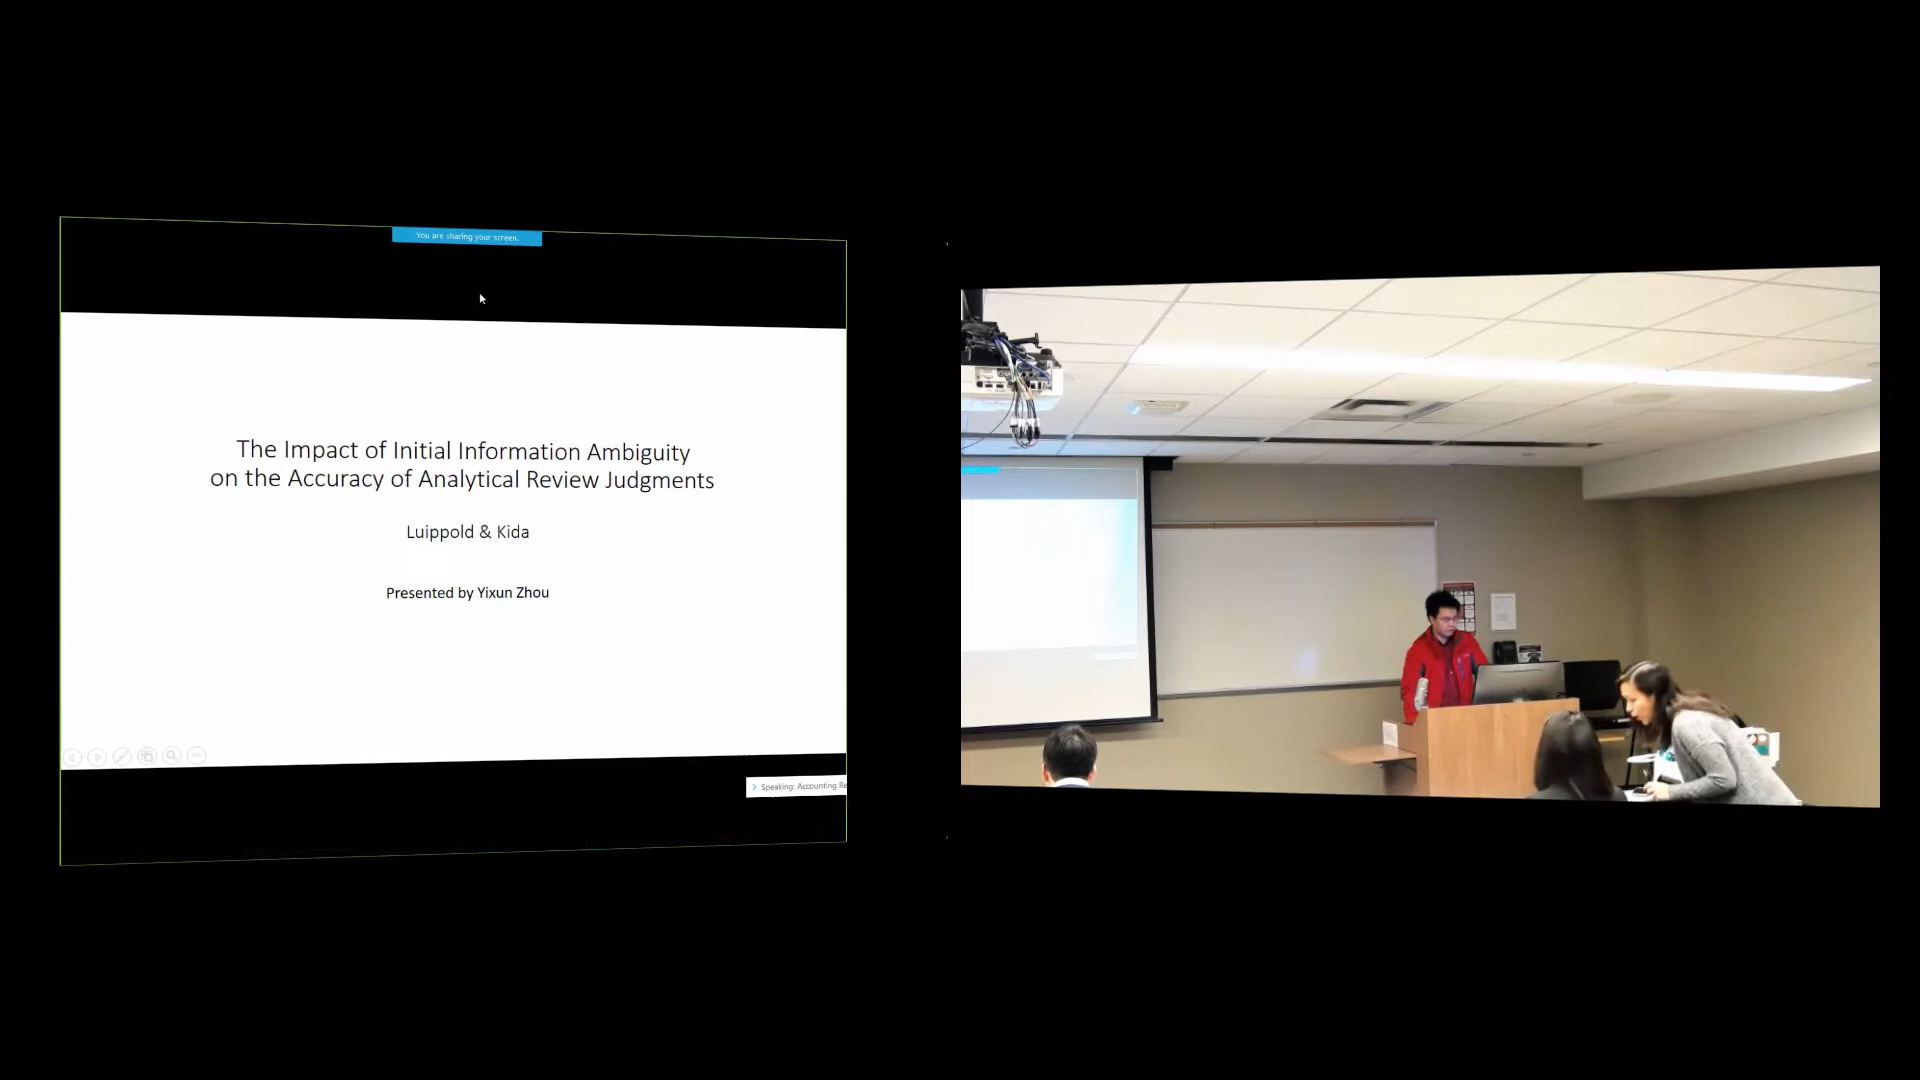 You are sharing your screen.
The Impact of Initial Information Ambiguity
on the Accuracy of Analytical Review Judgments
Luippold & Kida
Presented by Yixun Zhou
Speaking: Accounting Re